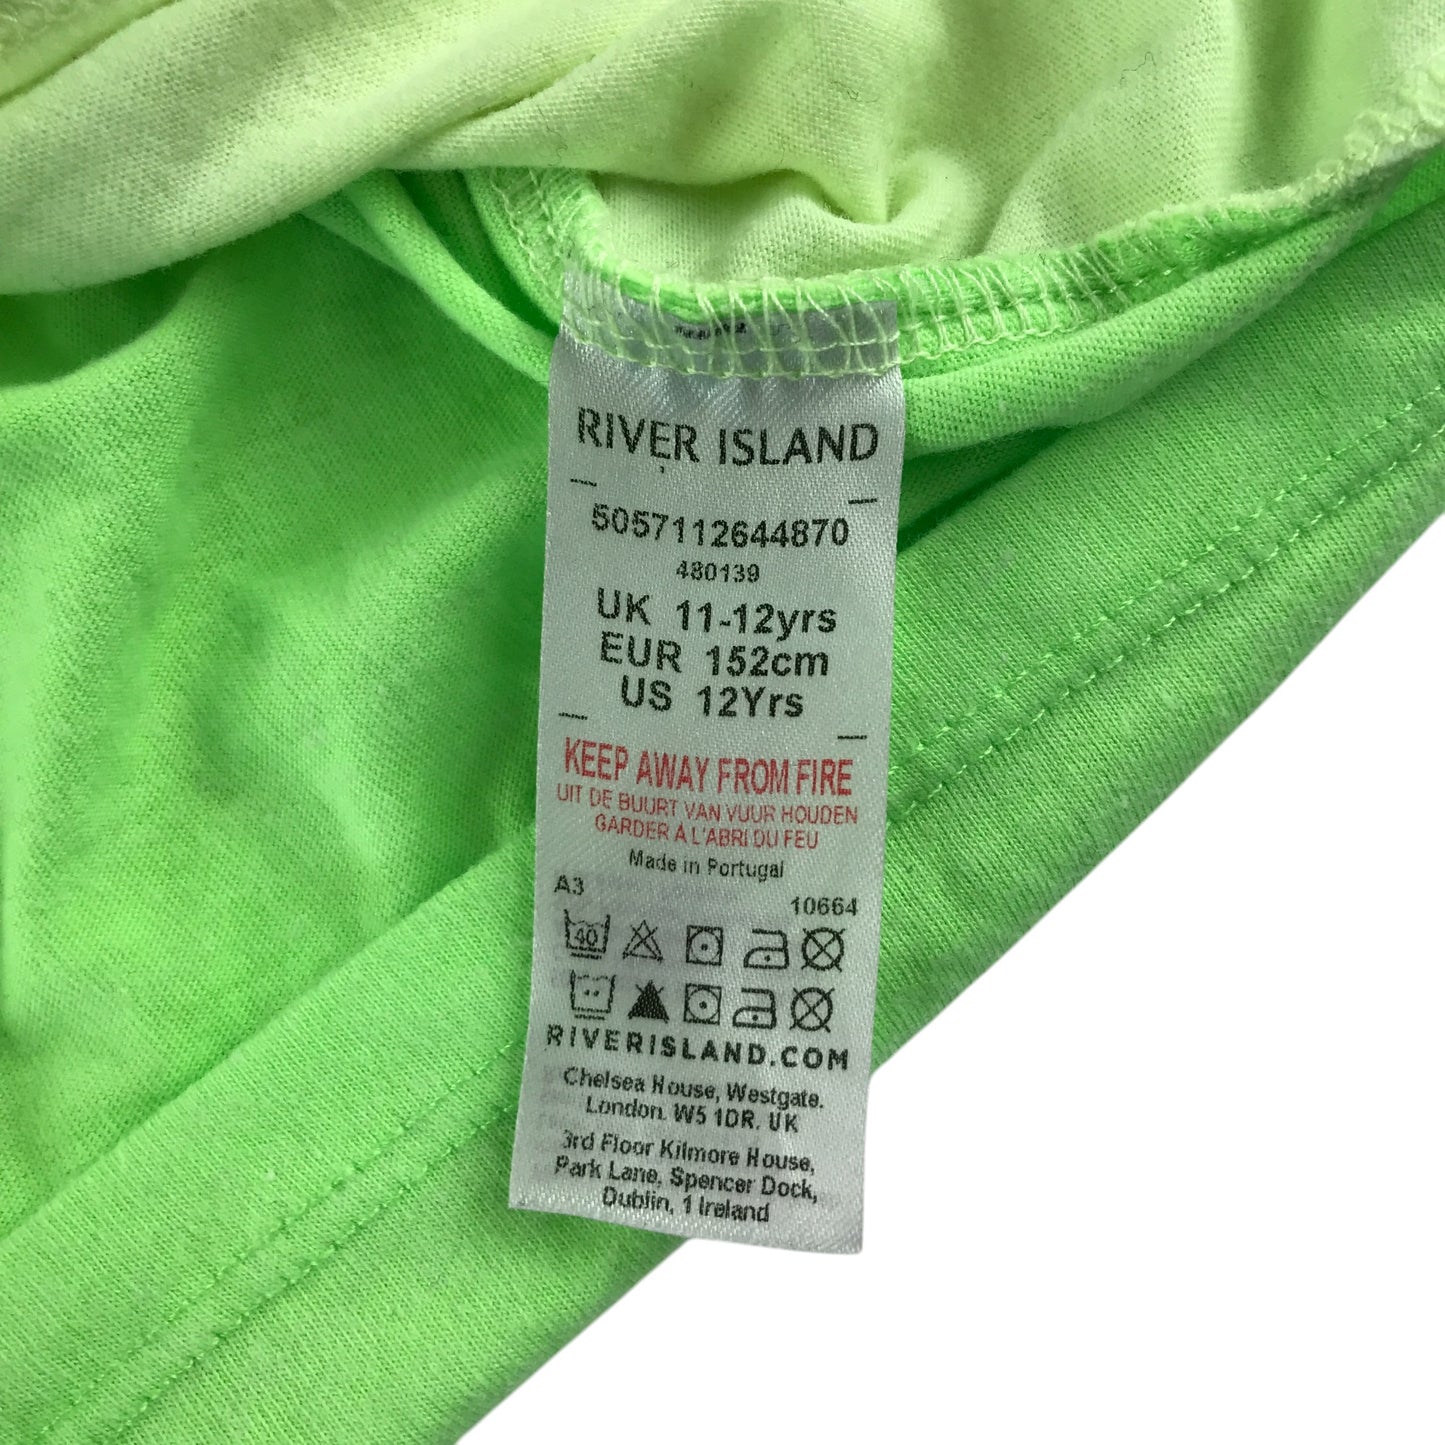 RIVER ISLAND
5057112644870
480139
UK 11-12yrs
EUR 152cm
US 12Yrs
KEEP AWAY FROM FIRE
UIT DE BUURT VAN VUUR HOUDEN
GARDER À L'ABRI DU FEU
Made in Portugal
A3 10664
40
RIVERISLAND.COM
Chelsea House, Westgate.
London. W5 1DR. UK
3rd Floor Kilmore House,
Park Lane, Spencer Dock,
Dublin, 1 Ireland